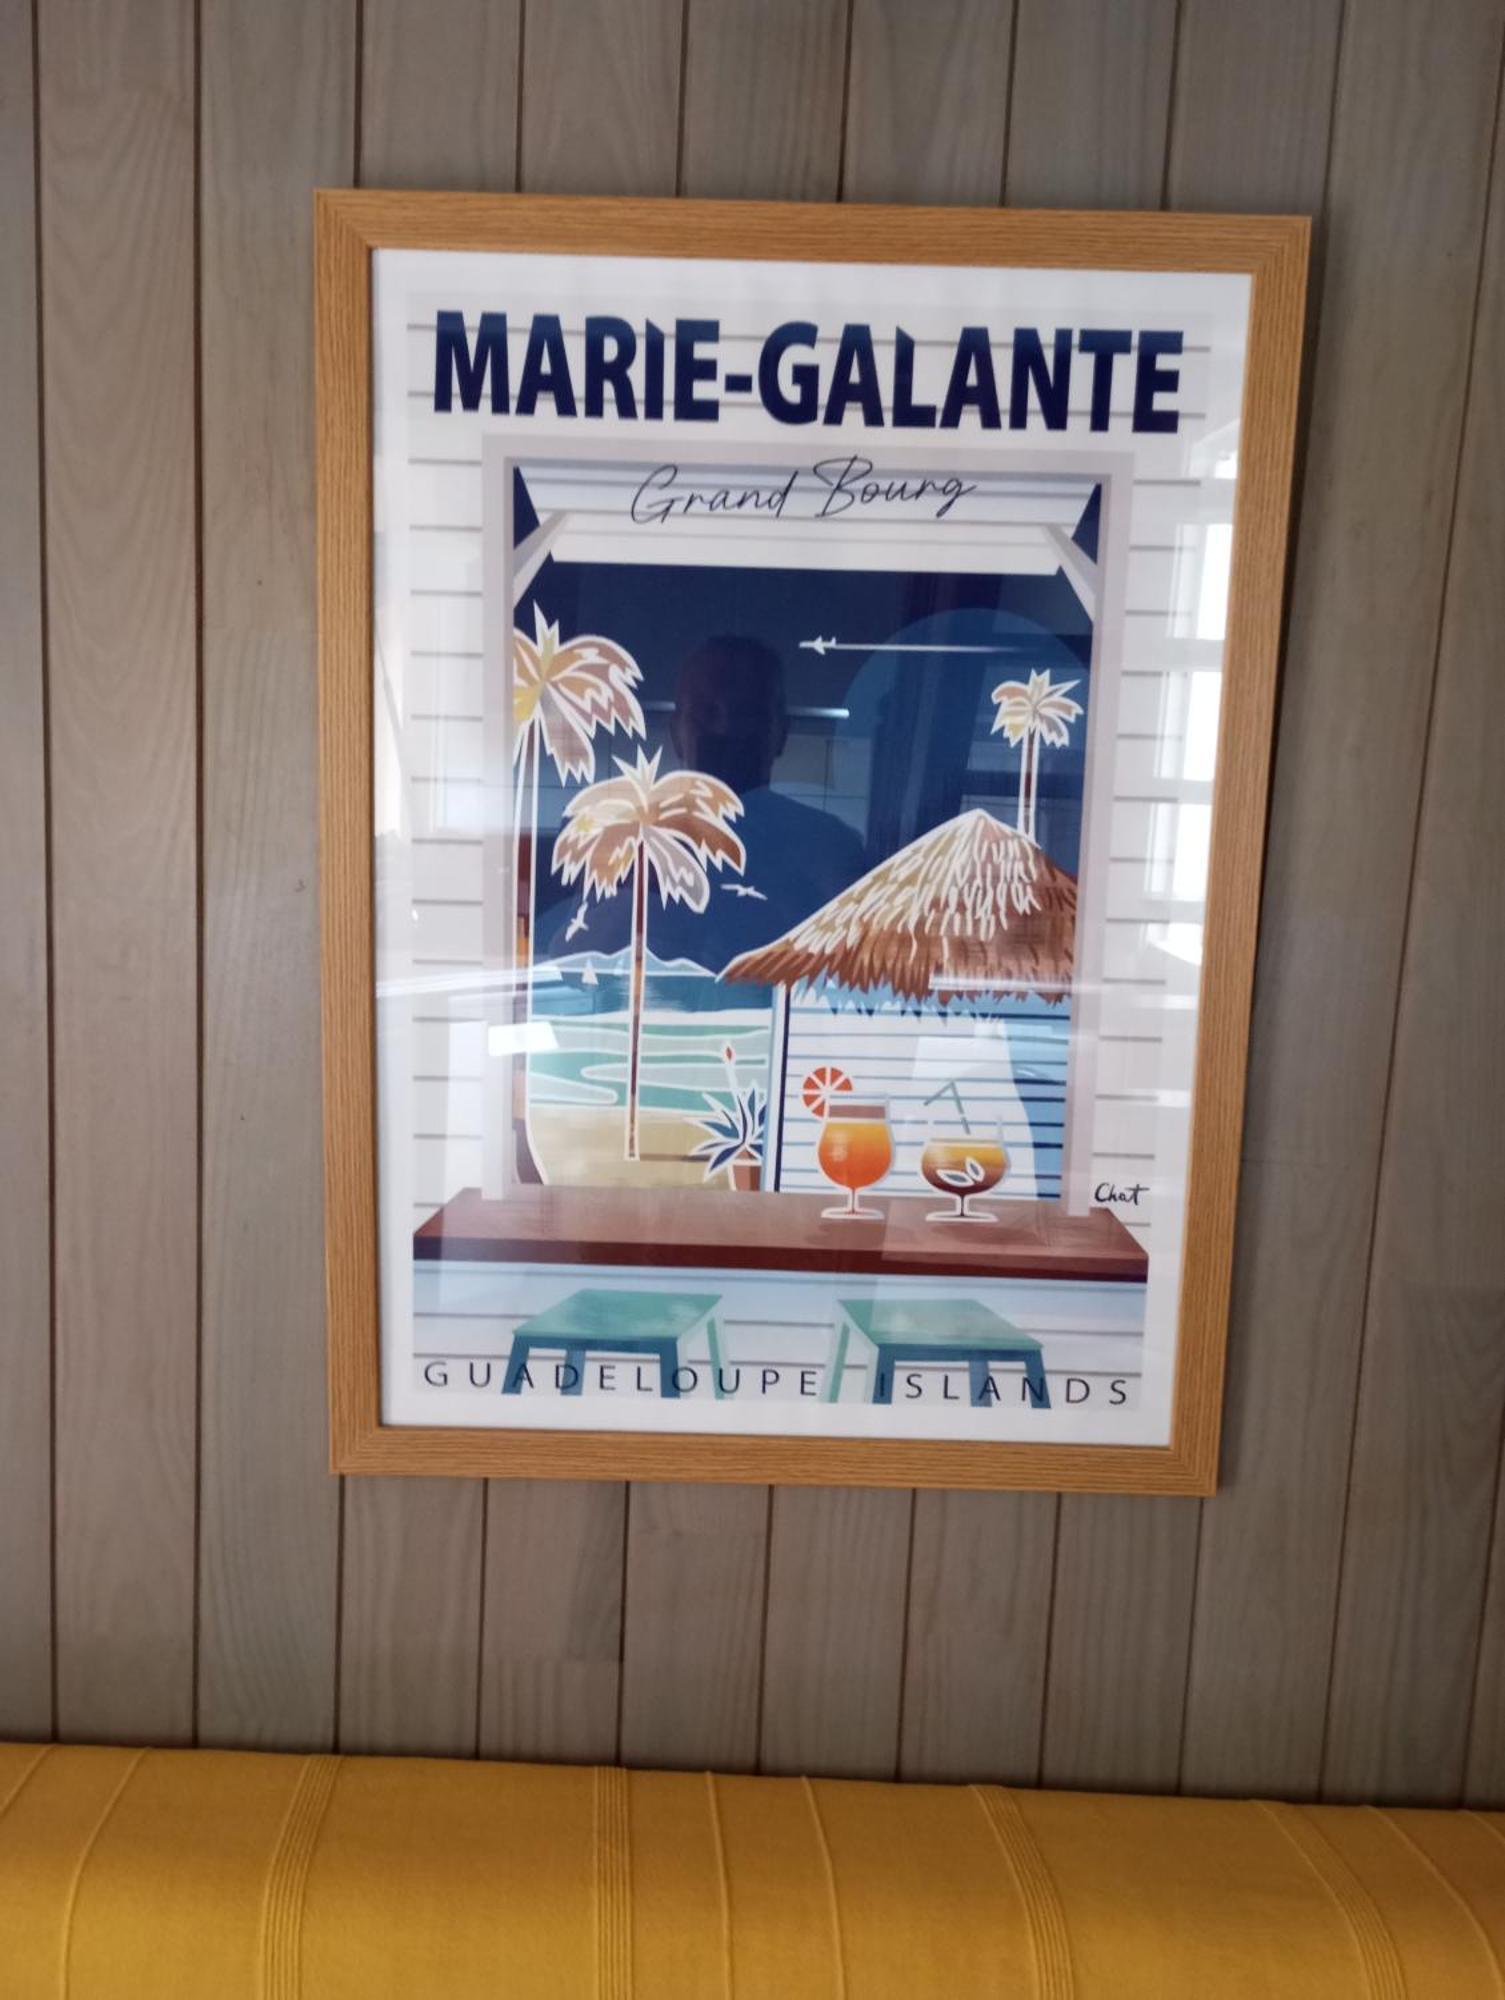 MARIE-GALANTE
Grand Bourg
Chat
GUADELOUPE ISLANDS